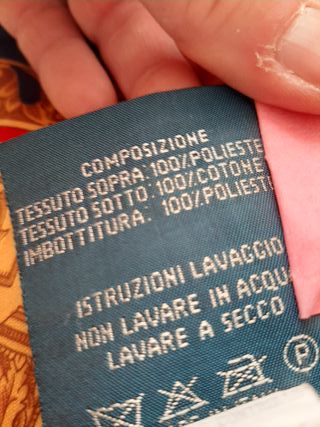 COMPOSIZIONE
TESSUTO SOPRA: 100%POLIESTE
TESSUTO SOTTO: 100%COTONE
IMBOTTITURA: 100%POLIEST
ISTRUZIONI LAVAGGIO
NON LAVARE IN ACQUA
LAVARE A SECCO
P